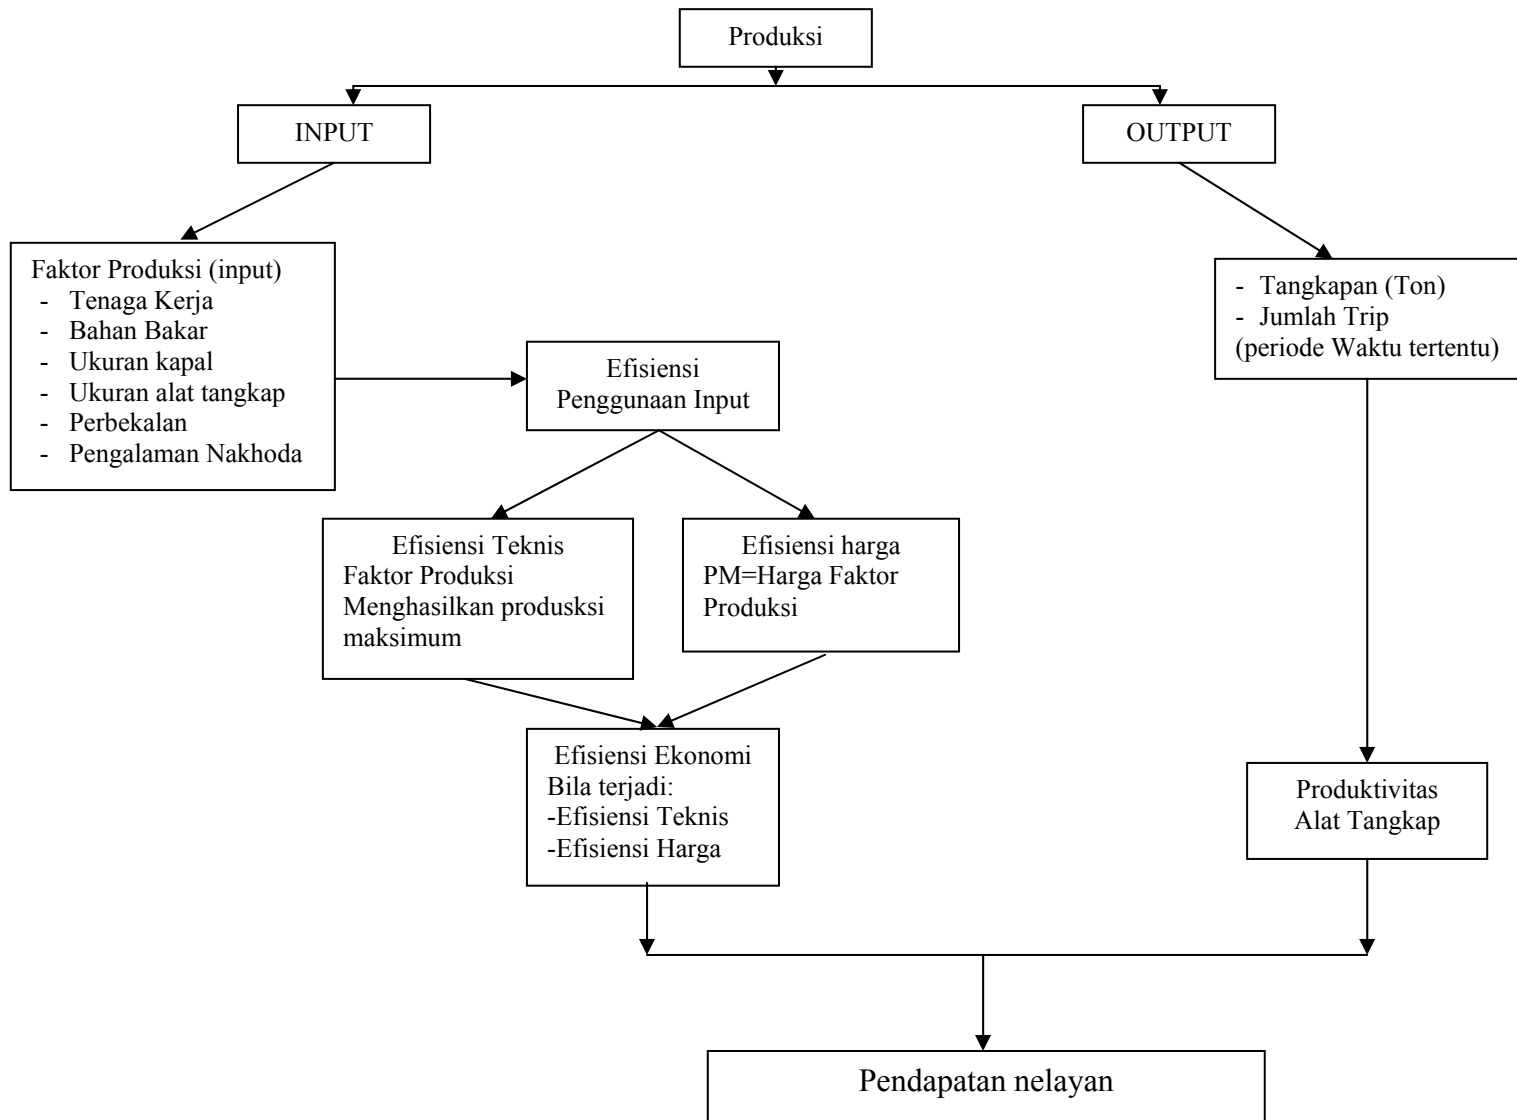 Produksi
INPUT
OUTPUT
Faktor Produksi (input)
- Tenaga Kerja
- Bahan Bakar
- Ukuran kapal
- Ukuran alat tangkap
- Perbekalan
- Pengalaman Nakhoda
- Tangkapan (Ton)
- Jumlah Trip
(periode Waktu tertentu)
Efisiensi
Penggunaan Input
Efisiensi Teknis
Faktor Produksi
Menghasilkan produsksi
maksimum
Efisiensi harga
PM=Harga Faktor
Produksi
Efisiensi Ekonomi
Bila terjadi:
-Efisiensi Teknis
-Efisiensi Harga
Produktivitas
Alat Tangkap
Pendapatan nelayan